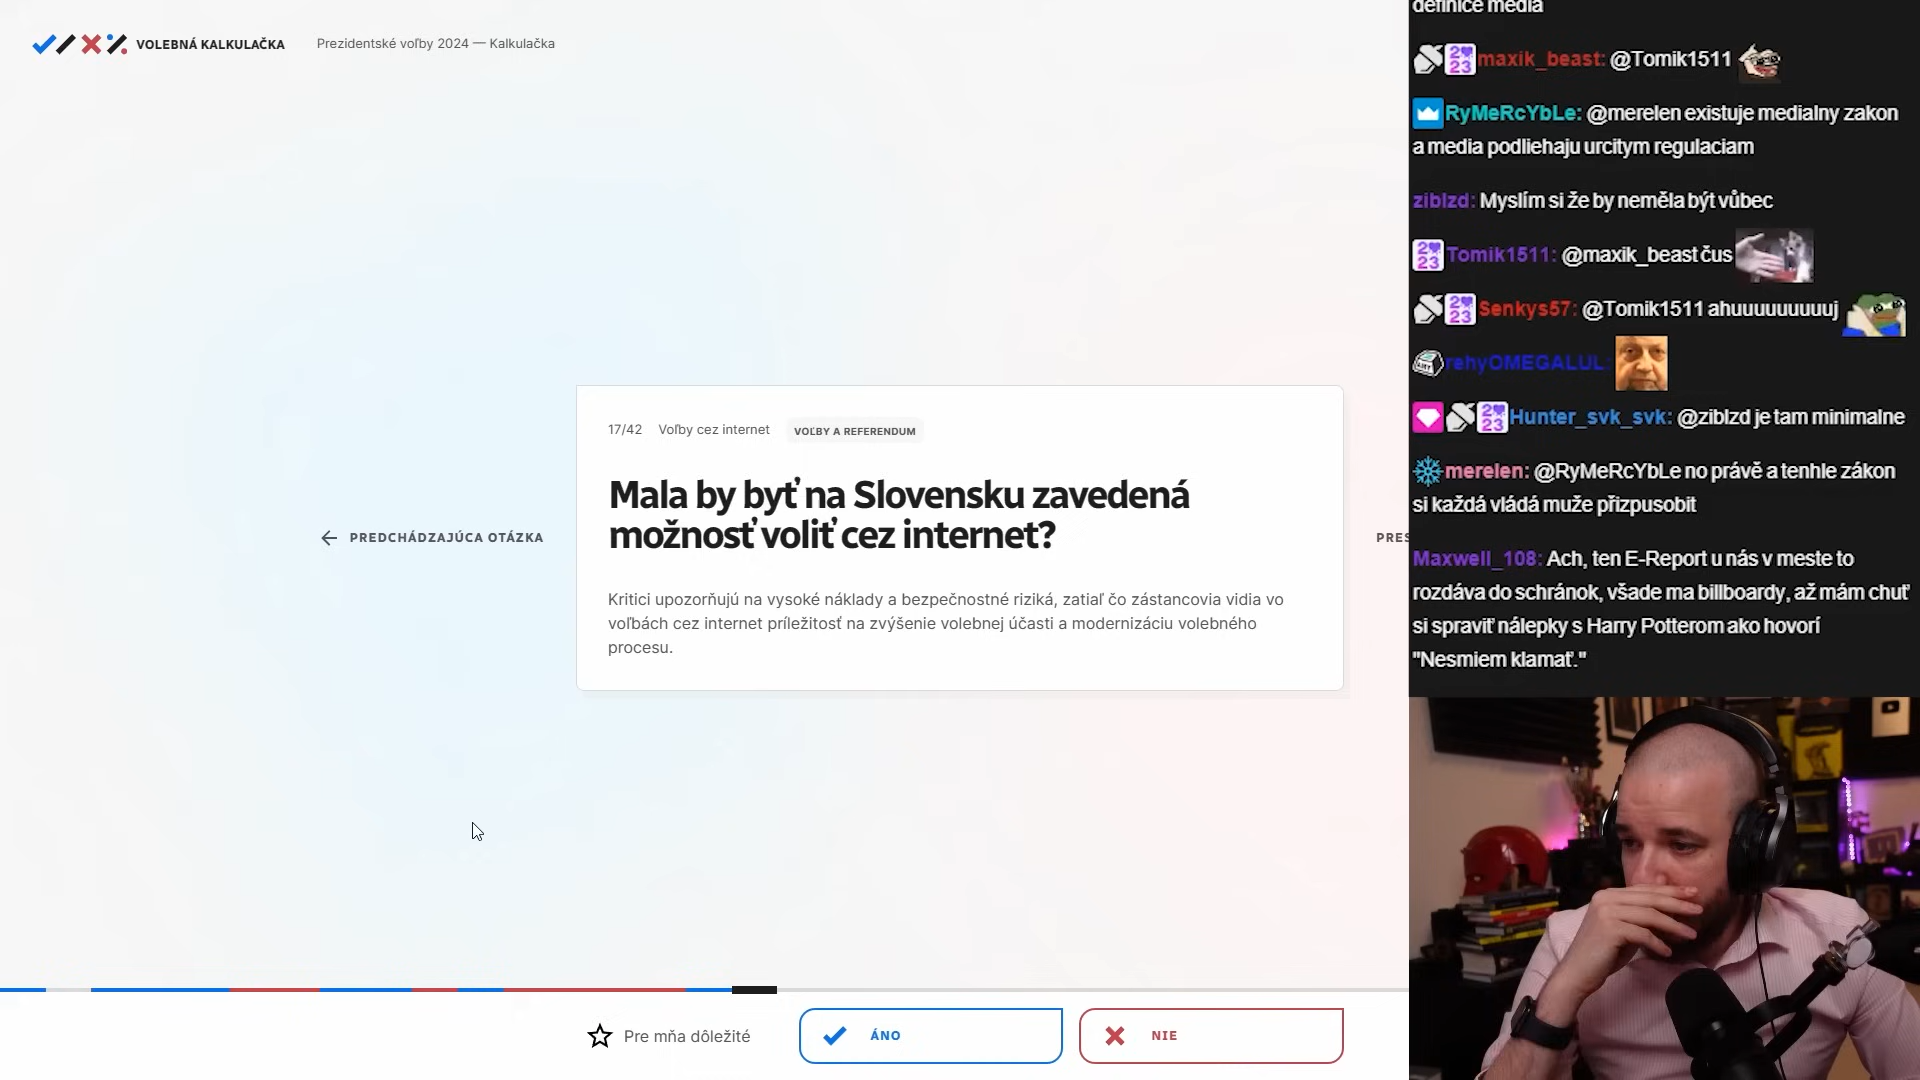 VOLEBNÁ KALKULAČKA
Prezidentské voľby 2024 — Kalkulačka
17/42 Voľby cez internet VOĽBY A REFERENDUM
Mala by byť na Slovensku zavedená
možnosť voliť cez internet?
Kritici upozorňujú na vysoké náklady a bezpečnostné riziká, zatiaľ čo zástancovia vidia vo
voľbách cez internet príležitosť na zvýšenie volebnej účasti a modernizáciu volebného
procesu.
PREDCHÁDZAJÚCA OTÁZKA
PRES
Pre mňa dôležité
ÁNO
NIE
definice media
maxik_beast: @Tomik1511
RyMeRcYbLe: @merelen existuje medialny zakon
a media podliehaju urcitym regulaciam
ziblzd: Myslím si že by neměla být vůbec
Tomik1511: @maxik_beast čus
Senkys57: @Tomik1511 ahuuuuuuuuuj
rehyOMEGALUL:
Hunter_svk_svk: @ziblzd je tam minimalne
merelen: @RyMeRcYbLe no právě a tenhle zákon
si každá vládá muže přizpusobit
Maxwell_108: Ach, ten E-Report u nás v meste to
rozdáva do schránok, všade ma billboardy, až mám chuť
si spraviť nálepky s Harry Potterom ako hovorí
"Nesmiem klamať."